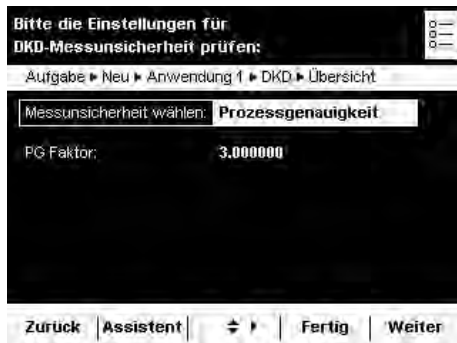 Bitte die Einstellungen für
DKD-Messunsicherheit prüfen:
Aufgabe ▸ Neu ▸ Anwendung 1 ▸ DKD ▸ Übersicht
Messunsicherheit wählen: Prozessgenauigkeit
PG Faktor: 3.000000
Zurück Assistent Fertig Weiter